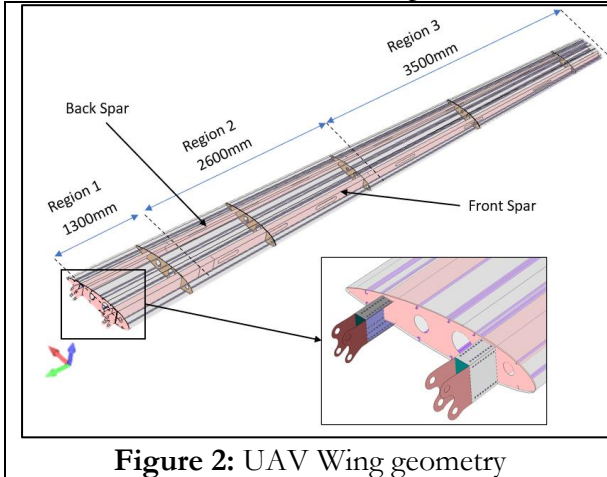 Region 3
3500mm
Back Spar
Region 2
2600mm
Region 1
1300mm
Front Spar
Figure 2: UAV Wing geometry